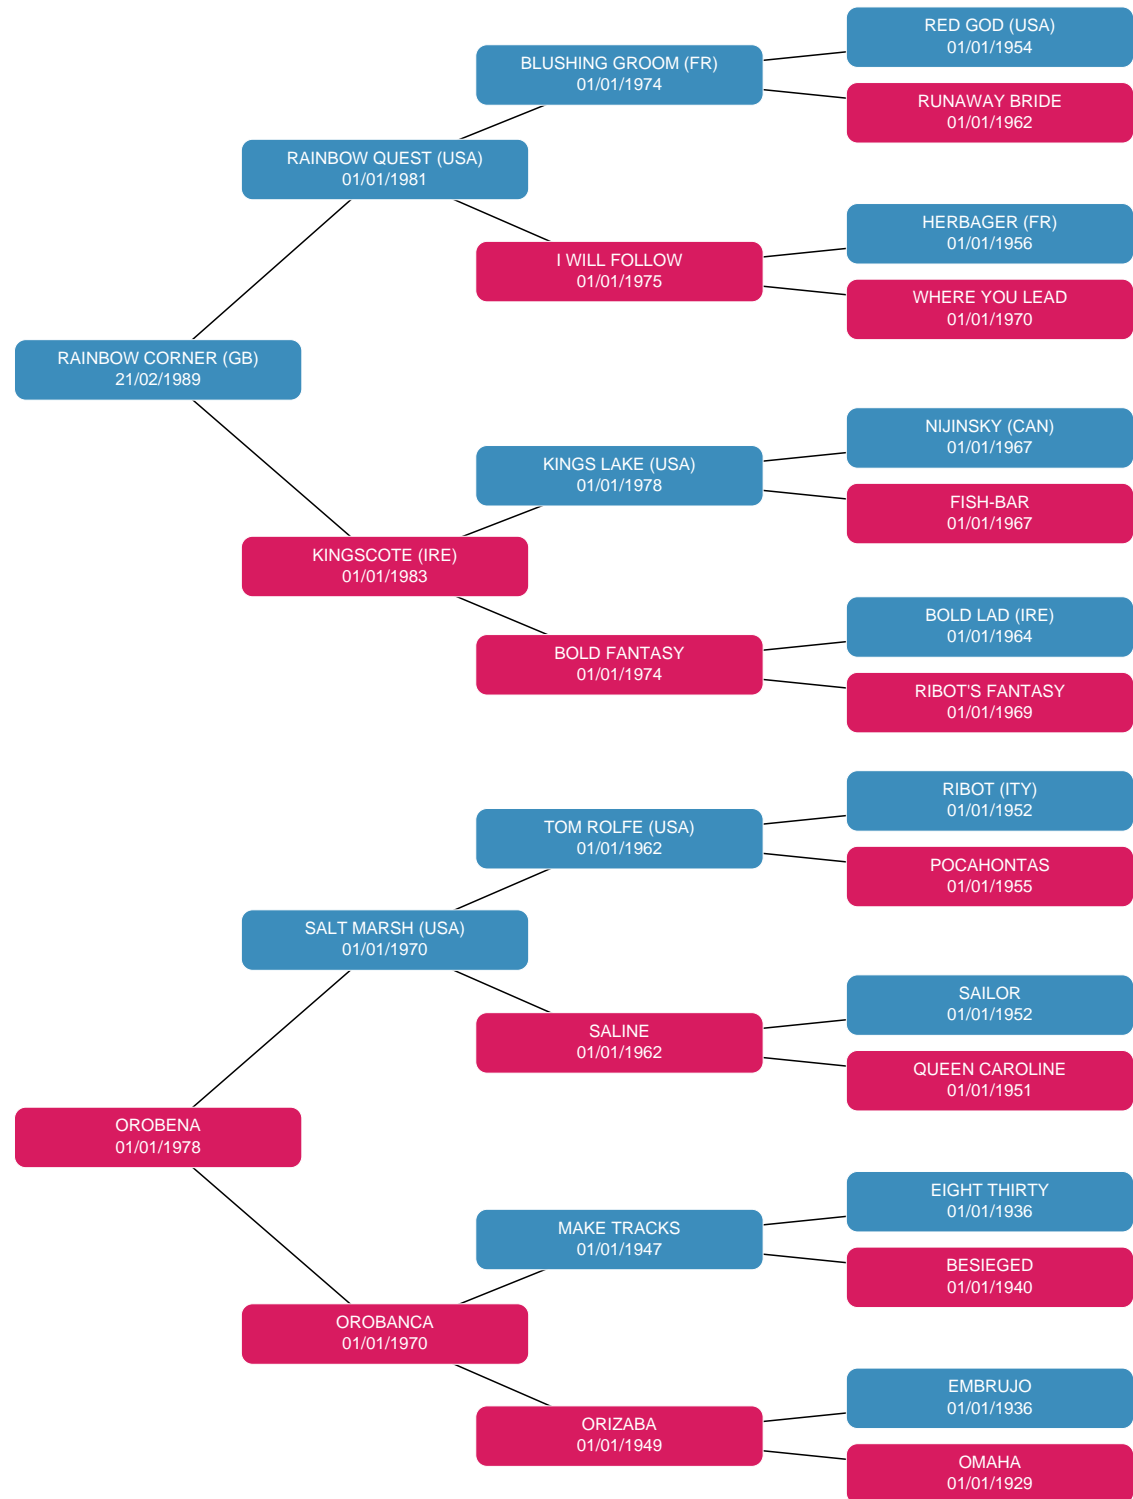 RED GOD (USA)
01/01/1954
BLUSHING GROOM (FR)
01/01/1974
RUNAWAY BRIDE
01/01/1962
RAINBOW QUEST (USA)
01/01/1981
HERBAGER (FR)
01/01/1956
I WILL FOLLOW
01/01/1975
WHERE YOU LEAD
01/01/1970
RAINBOW CORNER (GB)
21/02/1989
NIJINSKY (CAN)
01/01/1967
KINGS LAKE (USA)
01/01/1978
FISH-BAR
01/01/1967
KINGSCOTE (IRE)
01/01/1983
BOLD LAD (IRE)
01/01/1964
BOLD FANTASY
01/01/1974
RIBOT'S FANTASY
01/01/1969
RIBOT (ITY)
01/01/1952
TOM ROLFE (USA)
01/01/1962
POCAHONTAS
01/01/1955
SALT MARSH (USA)
01/01/1970
SAILOR
01/01/1952
SALINE
01/01/1962
QUEEN CAROLINE
01/01/1951
OROBENA
01/01/1978
EIGHT THIRTY
01/01/1936
MAKE TRACKS
01/01/1947
BESIEGED
01/01/1940
OROBANCA
01/01/1970
EMBRUJO
01/01/1936
ORIZABA
01/01/1949
OMAHA
01/01/1929